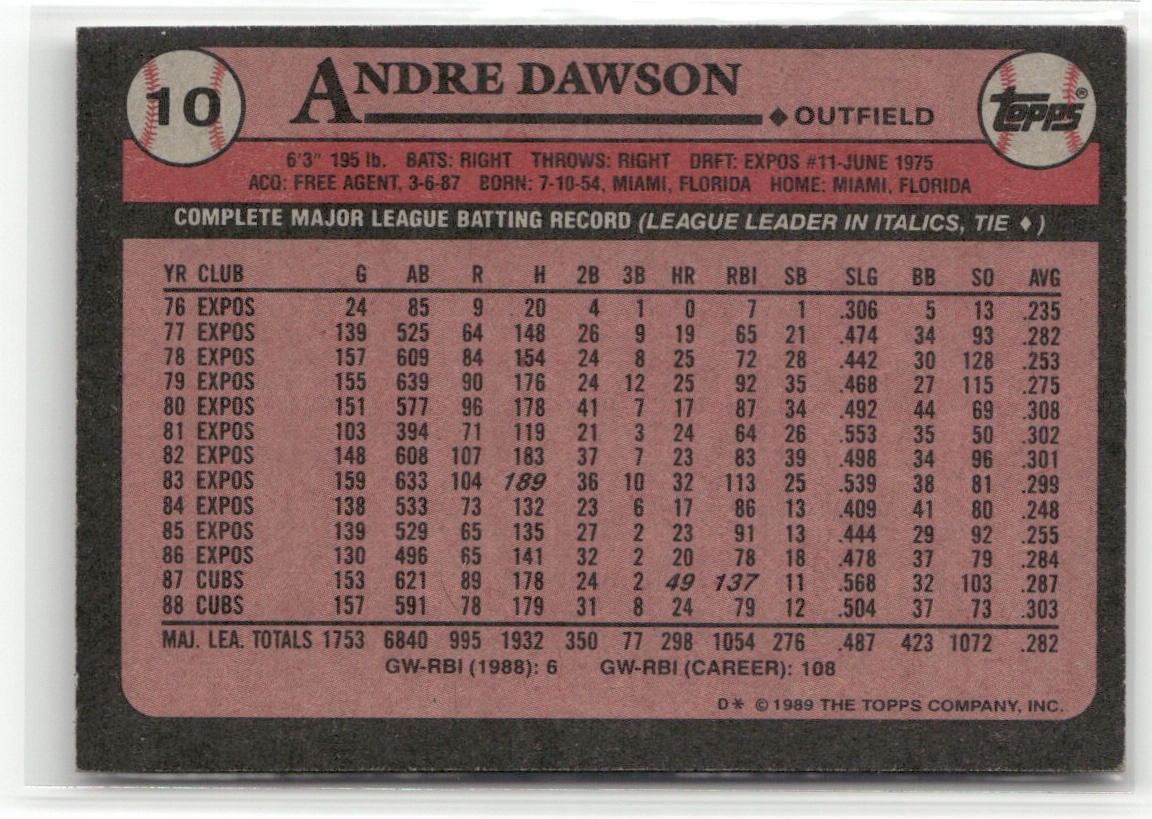 10
ANDRE DAWSON
◆ OUTFIELD
topps®
6'3" 195 lb. BATS: RIGHT THROWS: RIGHT DRFT: EXPOS #11-JUNE 1975
ACQ: FREE AGENT, 3-6-87 BORN: 7-10-54, MIAMI, FLORIDA HOME: MIAMI, FLORIDA
COMPLETE MAJOR LEAGUE BATTING RECORD (LEAGUE LEADER IN ITALICS, TIE ♦)
YR CLUB G AB R H 2B 3B HR RBI SB SLG BB SO AVG
76 EXPOS 24 85 9 20 4 1 0 7 1 .306 5 13 .235
77 EXPOS 139 525 64 148 26 9 19 65 21 .474 34 93 .282
78 EXPOS 157 609 84 154 24 8 25 72 28 .442 30 128 .253
79 EXPOS 155 639 90 176 24 12 25 92 35 .468 27 115 .275
80 EXPOS 151 577 96 178 41 7 17 87 34 .492 44 69 .308
81 EXPOS 103 394 71 119 21 3 24 64 26 .553 35 50 .302
82 EXPOS 148 608 107 183 37 7 23 83 39 .498 34 96 .301
83 EXPOS 159 633 104 189 36 10 32 113 25 .539 38 81 .299
84 EXPOS 138 533 73 132 23 6 17 86 13 .409 41 80 .248
85 EXPOS 139 529 65 135 27 2 23 91 13 .444 29 92 .255
86 EXPOS 130 496 65 141 32 2 20 78 18 .478 37 79 .284
87 CUBS 153 621 89 178 24 2 49 137 11 .568 32 103 .287
88 CUBS 157 591 78 179 31 8 24 79 12 .504 37 73 .303
MAJ. LEA. TOTALS 1753 6840 995 1932 350 77 298 1054 276 .487 423 1072 .282
GW-RBI (1988): 6 GW-RBI (CAREER): 108
D* © 1989 THE TOPPS COMPANY, INC.